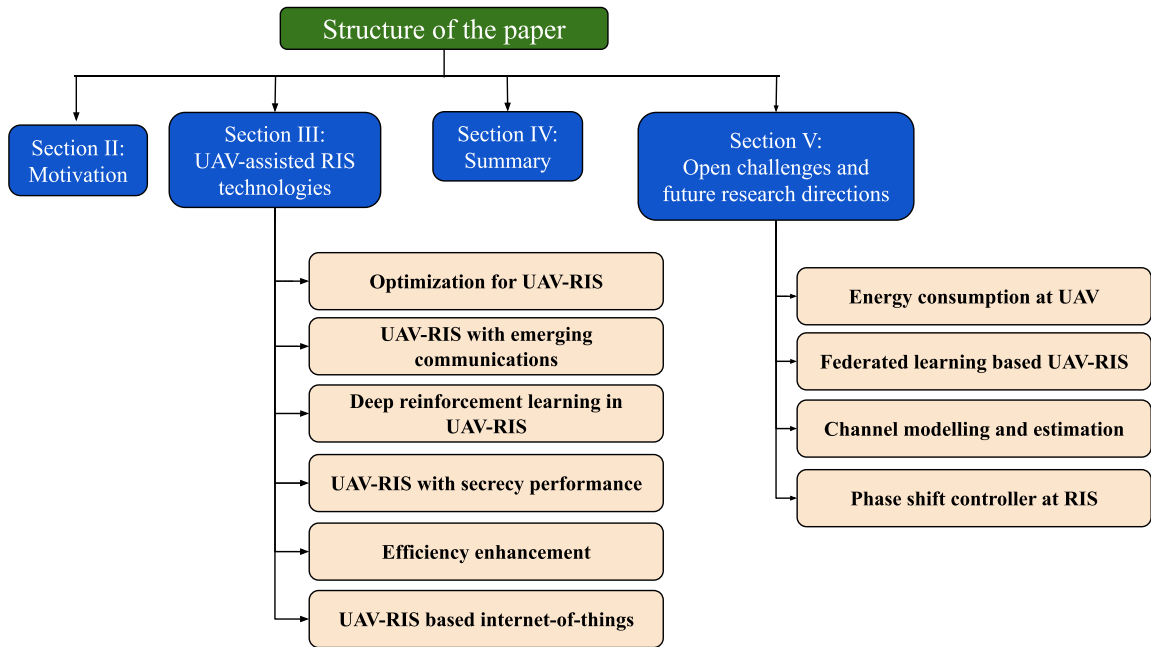 Structure of the paper
Section II:
Motivation
Section III:
UAV-assisted RIS
technologies
Section IV:
Summary
Section V:
Open challenges and
future research directions
Optimization for UAV-RIS
UAV-RIS with emerging
communications
Deep reinforcement learning in
UAV-RIS
UAV-RIS with secrecy performance
Efficiency enhancement
UAV-RIS based internet-of-things
Energy consumption at UAV
Federated learning based UAV-RIS
Channel modelling and estimation
Phase shift controller at RIS